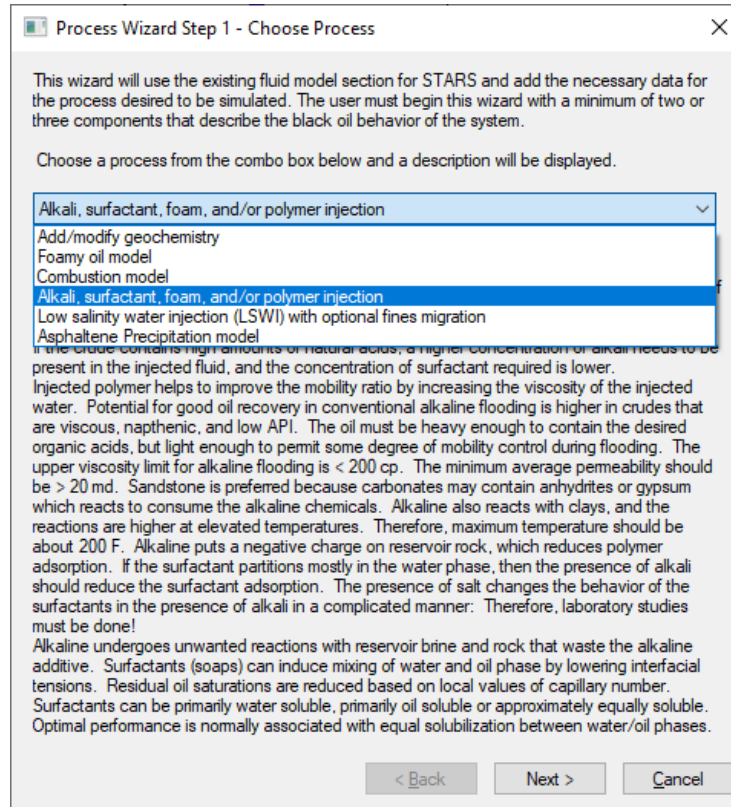 Process Wizard Step 1 - Choose Process
This wizard will use the existing fluid model section for STARS and add the necessary data for
the process desired to be simulated. The user must begin this wizard with a minimum of two or
three components that describe the black oil behavior of the system.
Choose a process from the combo box below and a description will be displayed.
Alkali, surfactant, foam, and/or polymer injection
Add/modify geochemistry
Foamy oil model
Combustion model
Alkali, surfactant, foam, and/or polymer injection
Low salinity water injection (LSWI) with optional fines migration
Asphaltene Precipitation model
If the crude contains high amounts of natural acids, a higher concentration of alkali needs to be
present in the injected fluid, and the concentration of surfactant required is lower.
Injected polymer helps to improve the mobility ratio by increasing the viscosity of the injected
water. Potential for good oil recovery in conventional alkaline flooding is higher in crudes that
are viscous, napthenic, and low API. The oil must be heavy enough to contain the desired
organic acids, but light enough to permit some degree of mobility control during flooding. The
upper viscosity limit for alkaline flooding is < 200 cp. The minimum average permeability should
be > 20 md. Sandstone is preferred because carbonates may contain anhydrites or gypsum
which reacts to consume the alkaline chemicals. Alkaline also reacts with clays, and the
reactions are higher at elevated temperatures. Therefore, maximum temperature should be
about 200 F. Alkaline puts a negative charge on reservoir rock, which reduces polymer
adsorption. If the surfactant partitions mostly in the water phase, then the presence of alkali
should reduce the surfactant adsorption. The presence of salt changes the behavior of the
surfactants in the presence of alkali in a complicated manner: Therefore, laboratory studies
must be done!
Alkaline undergoes unwanted reactions with reservoir brine and rock that waste the alkaline
additive. Surfactants (soaps) can induce mixing of water and oil phase by lowering interfacial
tensions. Residual oil saturations are reduced based on local values of capillary number.
Surfactants can be primarily water soluble, primarily oil soluble or approximately equally soluble.
Optimal performance is normally associated with equal solubilization between water/oil phases.
< Back
Next >
Cancel